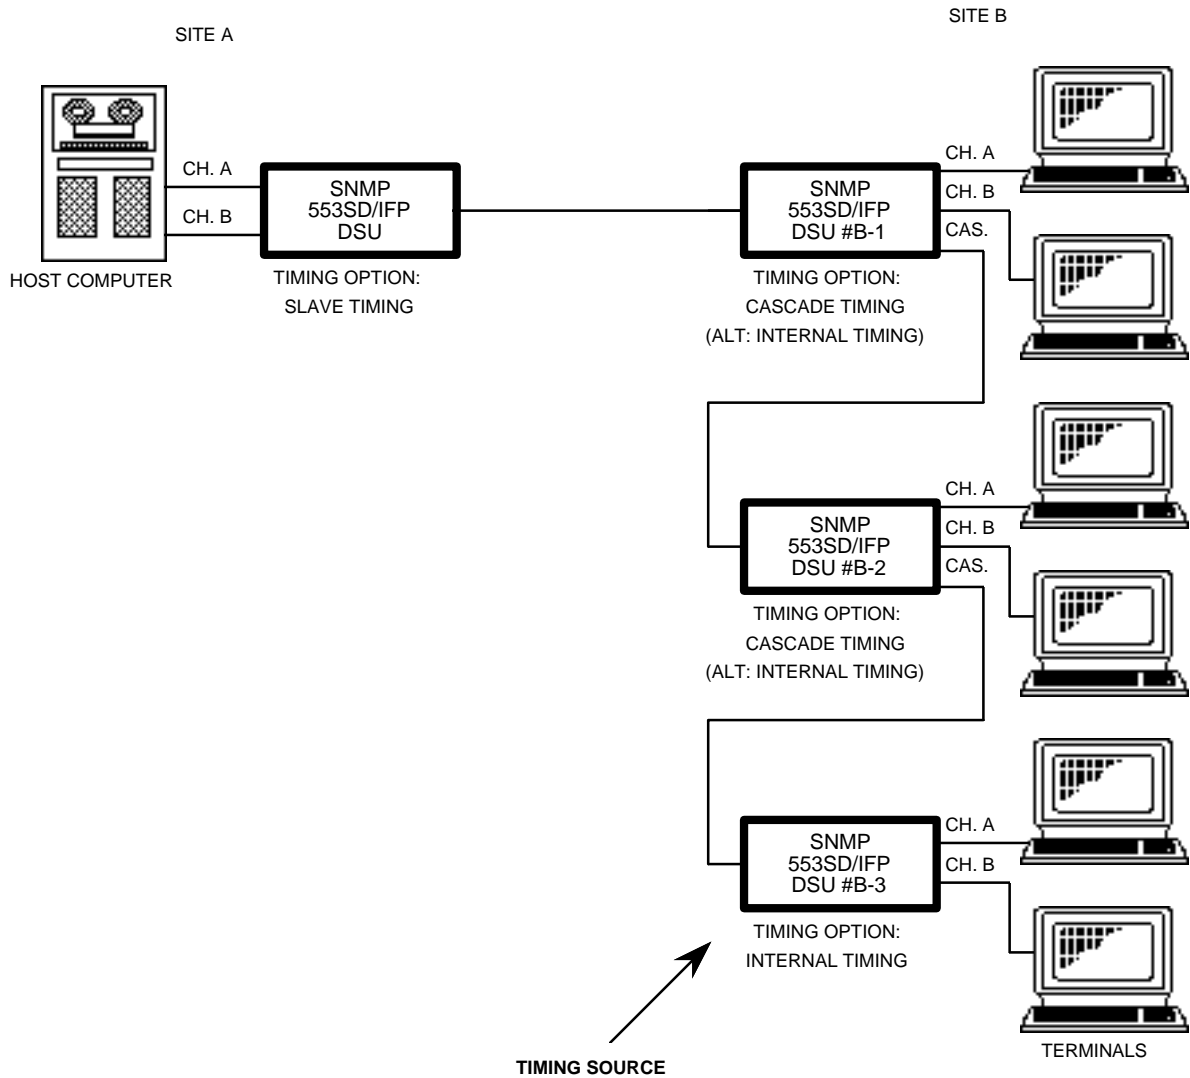 SITE A
SITE B
CH. A
CH. B
SNMP
553SD/IFP
DSU
HOST COMPUTER
TIMING OPTION:
SLAVE TIMING
SNMP
553SD/IFP
DSU #B-1
CH. A
CH. B
CAS.
TIMING OPTION:
CASCADE TIMING
(ALT: INTERNAL TIMING)
SNMP
553SD/IFP
DSU #B-2
CH. A
CH. B
CAS.
TIMING OPTION:
CASCADE TIMING
(ALT: INTERNAL TIMING)
SNMP
553SD/IFP
DSU #B-3
CH. A
CH. B
TIMING OPTION:
INTERNAL TIMING
TERMINALS
TIMING SOURCE